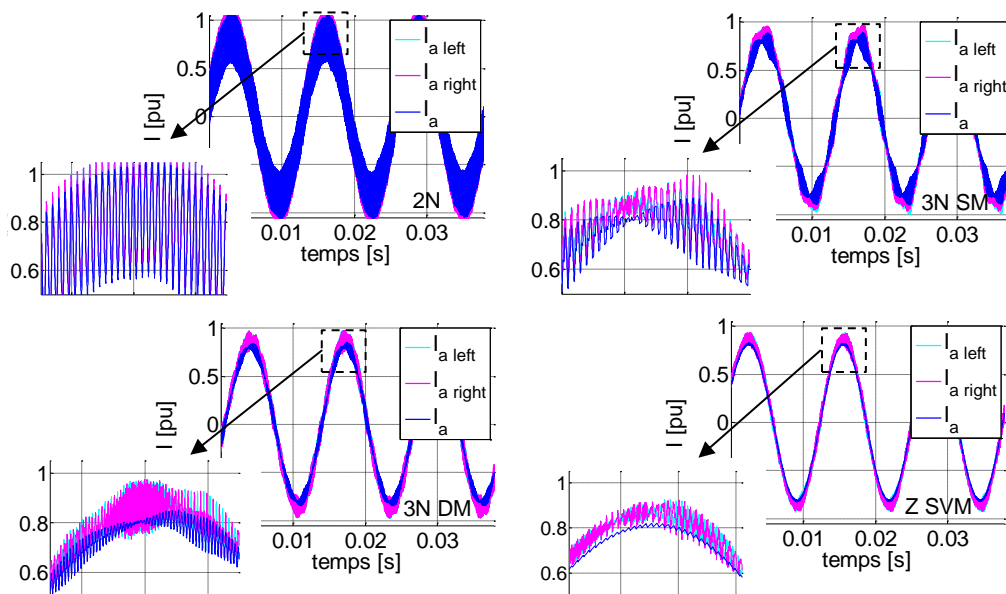 1
0.5
0
I [pu]
I a left
I a right
I a
2N
0.01
0.02
0.03
temps [s]
1
0.8
0.6
1
0.5
0
I [pu]
I a left
I a right
I a
3N SM
0.01
0.02
0.03
temps [s]
1
0.8
0.6
1
0.5
0
I [pu]
I a left
I a right
I a
3N DM
0.01
0.02
0.03
temps [s]
1
0.8
0.6
1
0.5
0
I [pu]
I a left
I a right
I a
Z SVM
0.01
0.02
0.03
temps [s]
1
0.8
0.6